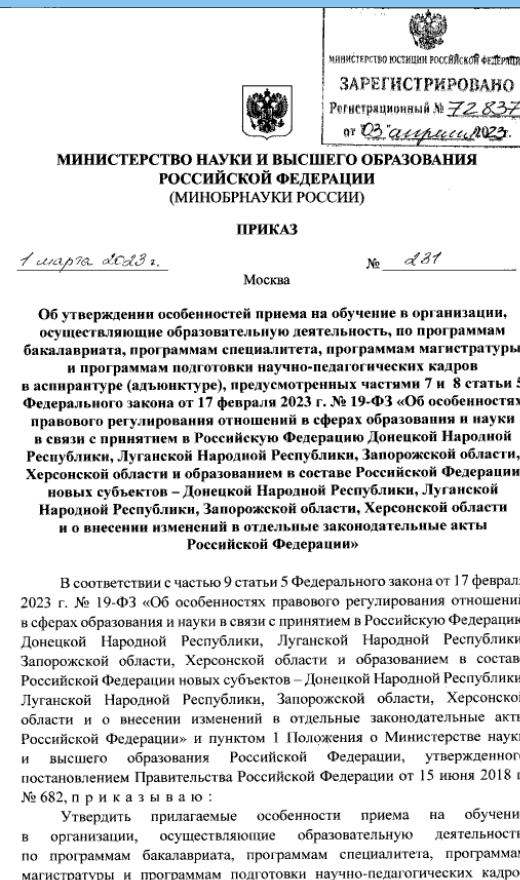 МИНИСТЕРСТВО ЮСТИЦИИ РОССИЙСКОЙ ФЕДЕРАЦИИ
ЗАРЕГИСТРИРОВАНО
Регистрационный № 72837
от "03" апреля 2023.
МИНИСТЕРСТВО НАУКИ И ВЫСШЕГО ОБРАЗОВАНИЯ
РОССИЙСКОЙ ФЕДЕРАЦИИ
(МИНОБРНАУКИ РОССИИ)
ПРИКАЗ
1 марта 2023 г. № 231
Москва
Об утверждении особенностей приема на обучение в организации,
осуществляющие образовательную деятельность, по программам
бакалавриата, программам специалитета, программам магистратуры
и программам подготовки научно-педагогических кадров
в аспирантуре (адъюнктуре), предусмотренных частями 7 и 8 статьи 5
Федерального закона от 17 февраля 2023 г. № 19-ФЗ «Об особенностях
правового регулирования отношений в сферах образования и науки
в связи с принятием в Российскую Федерацию Донецкой Народной
Республики, Луганской Народной Республики, Запорожской области,
Херсонской области и образованием в составе Российской Федерации
новых субъектов – Донецкой Народной Республики, Луганской
Народной Республики, Запорожской области, Херсонской области
и о внесении изменений в отдельные законодательные акты
Российской Федерации»
В соответствии с частью 9 статьи 5 Федерального закона от 17 феврал
2023 г. № 19-ФЗ «Об особенностях правового регулирования отношений
в сферах образования и науки в связи с принятием в Российскую Федерацию
Донецкой Народной Республики, Луганской Народной Республики,
Запорожской области, Херсонской области и образованием в составе
Российской Федерации новых субъектов – Донецкой Народной Республики,
Луганской Народной Республики, Запорожской области, Херсонской
области и о внесении изменений в отдельные законодательные акты
Российской Федерации» и пунктом 1 Положения о Министерстве науки
и высшего образования Российской Федерации, утвержденного
постановлением Правительства Российской Федерации от 15 июня 2018 г
№ 682, п р и к а з ы в а ю :
Утвердить прилагаемые особенности приема на обучени
в организации, осуществляющие образовательную деятельность
по программам бакалавриата, программам специалитета, программам
магистратуры и программам подготовки научно-педагогических кадро